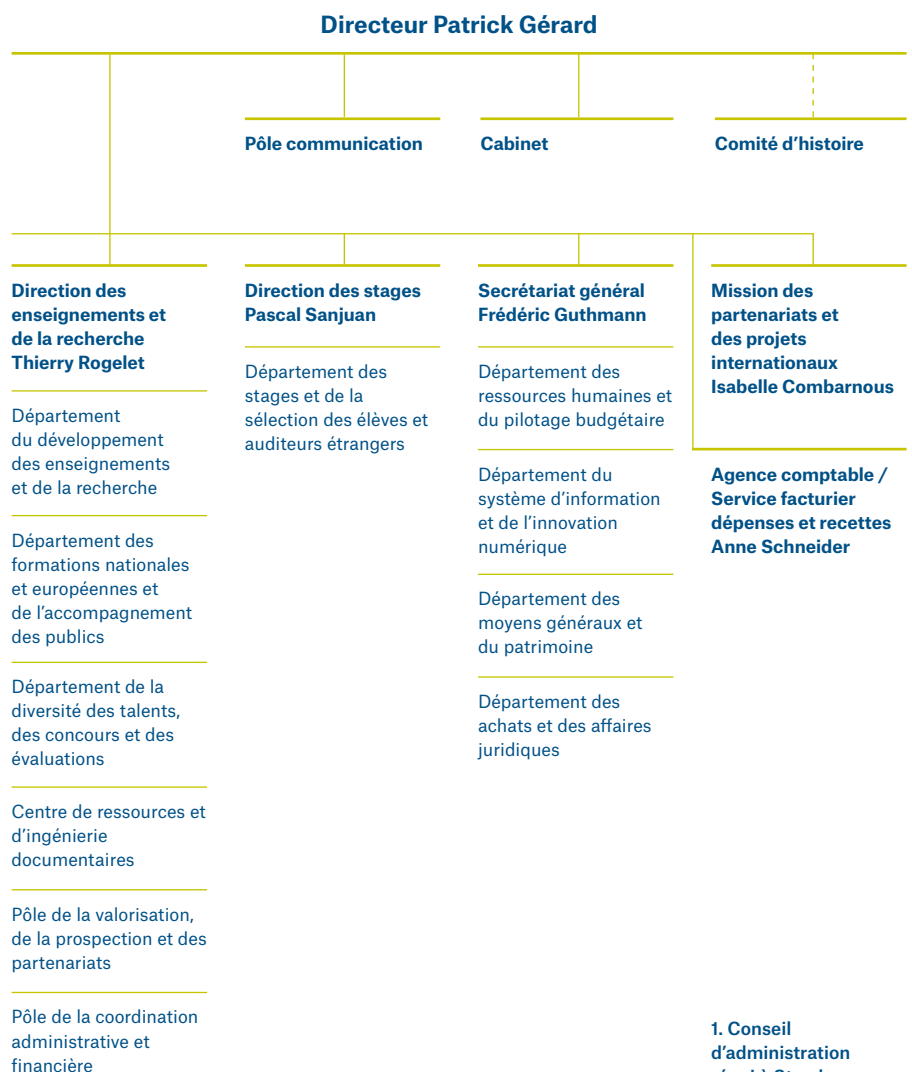 Directeur Patrick Gérard
Pôle communication
Cabinet
Comité d'histoire
Direction des
enseignements et
de la recherche
Thierry Rogelet
Département
du développement
des enseignements
et de la recherche
Département des
formations nationales
et européennes et
de l'accompagnement
des publics
Département de la
diversité des talents,
des concours et des
évaluations
Centre de ressources et
d'ingénierie
documentaires
Pôle de la valorisation,
de la prospection et des
partenariats
Pôle de la coordination
administrative et
financière
Direction des stages
Pascal Sanjuan
Département des
stages et de la
sélection des élèves et
auditeurs étrangers
Secrétariat général
Frédéric Guthmann
Département des
ressources humaines et
du pilotage budgétaire
Département du
système d'information
et de l'innovation
numérique
Département des
moyens généraux et
du patrimoine
Département des
achats et des affaires
juridiques
Mission des
partenariats et
des projets
internationaux
Isabelle Combarnous
Agence comptable /
Service facturier
dépenses et recettes
Anne Schneider
1. Conseil
d'administration